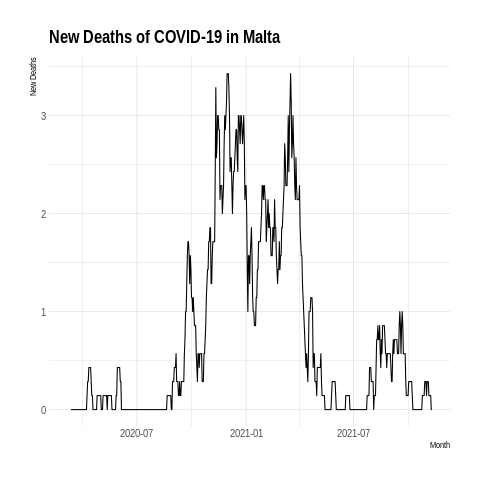 New Deaths of COVID-19 in Malta
New Deaths
3
2
1
0
2020-07
2021-01
2021-07
Month